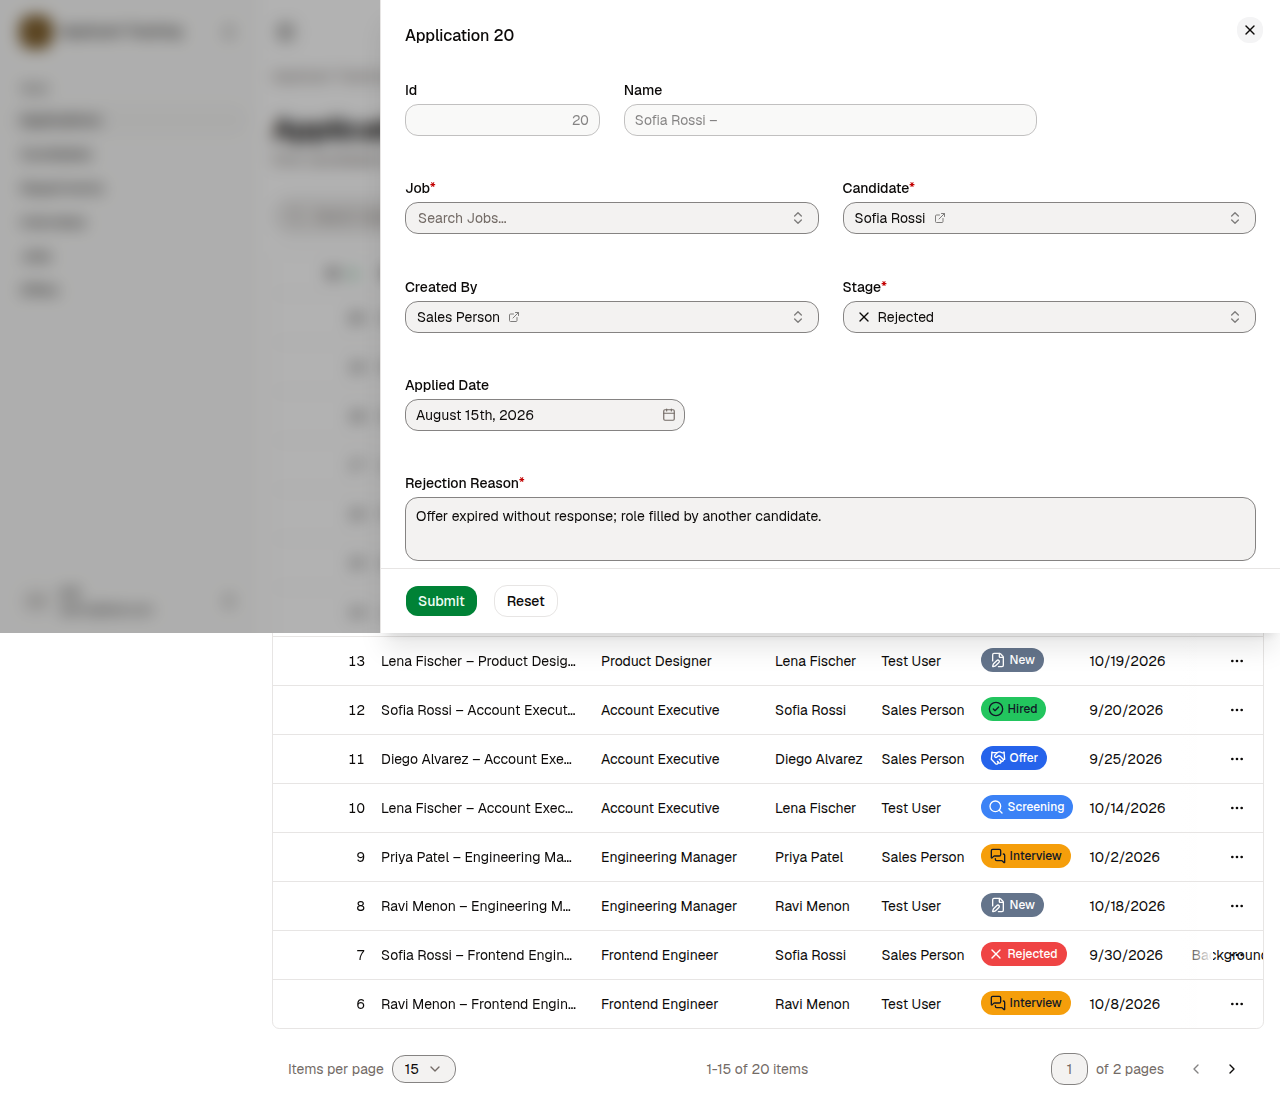 Application 20
Id
Name
20
Sofia Rossi –
Job*
Candidate*
Search Jobs...
Sofia Rossi
Created By
Stage*
Sales Person
Rejected
Applied Date
August 15th, 2026
Rejection Reason*
Offer expired without response; role filled by another candidate.
Submit
Reset
13 Lena Fischer – Product Desig... Product Designer Lena Fischer Test User New 10/19/2026
12 Sofia Rossi – Account Execut... Account Executive Sofia Rossi Sales Person Hired 9/20/2026
11 Diego Alvarez – Account Exe... Account Executive Diego Alvarez Sales Person Offer 9/25/2026
10 Lena Fischer – Account Exec... Account Executive Lena Fischer Test User Screening 10/14/2026
9 Priya Patel – Engineering Ma... Engineering Manager Priya Patel Sales Person Interview 10/2/2026
8 Ravi Menon – Engineering M... Engineering Manager Ravi Menon Test User New 10/18/2026
7 Sofia Rossi – Frontend Engin... Frontend Engineer Sofia Rossi Sales Person Rejected 9/30/2026
6 Ravi Menon – Frontend Engin... Frontend Engineer Ravi Menon Test User Interview 10/8/2026
Items per page 15 1-15 of 20 items 1 of 2 pages